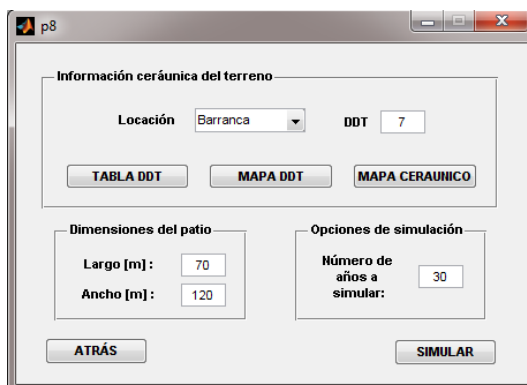 p8
Información ceráunica del terreno
Locación Barranca DDT 7
TABLA DDT MAPA DDT MAPA CERAUNICO
Dimensiones del patio
Largo [m] : 70
Ancho [m] : 120
Opciones de simulación
Número de
años a
simular: 30
ATRÁS SIMULAR